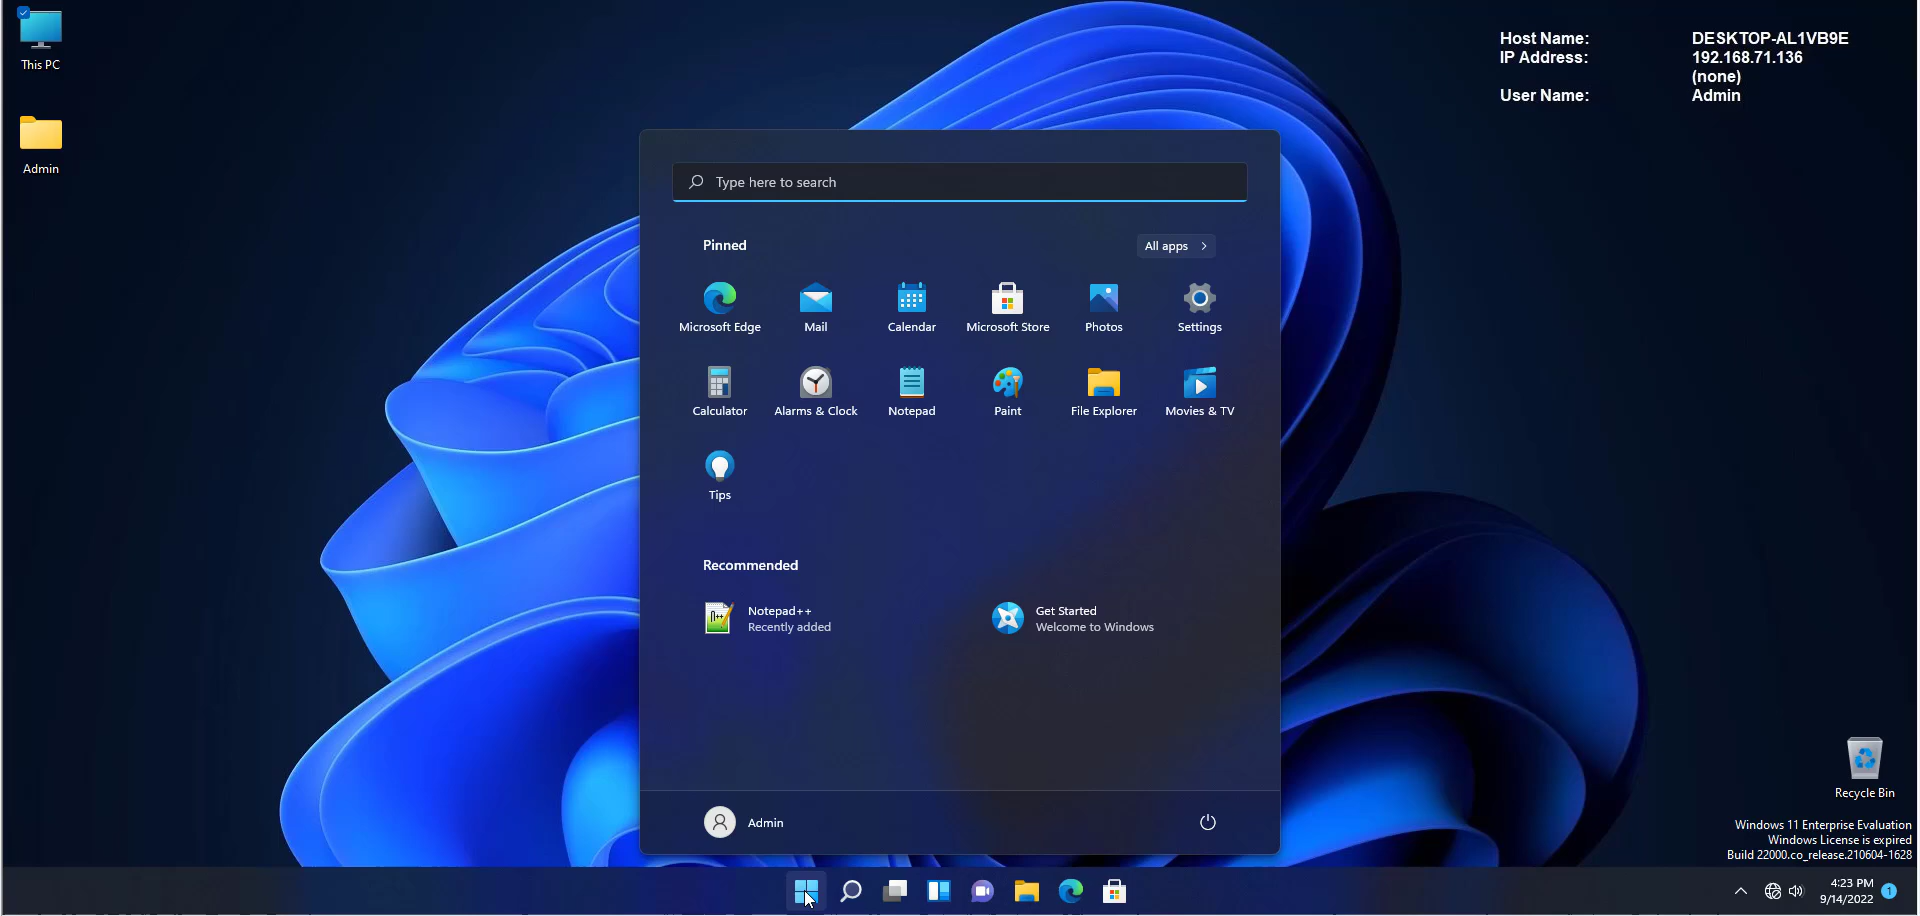 This PC
Admin
Host Name: DESKTOP-AL1VB9E
IP Address: 192.168.71.136
(none)
User Name: Admin
Type here to search
Pinned
All apps
Microsoft Edge
Mail
Calendar
Microsoft Store
Photos
Settings
Calculator
Alarms & Clock
Notepad
Paint
File Explorer
Movies & TV
Tips
Recommended
Notepad++
Recently added
Get Started
Welcome to Windows
Admin
Recycle Bin
Windows 11 Enterprise Evaluation
Windows License is expired
Build 22000.co_release.210604-1628
4:23 PM
9/14/2022
1